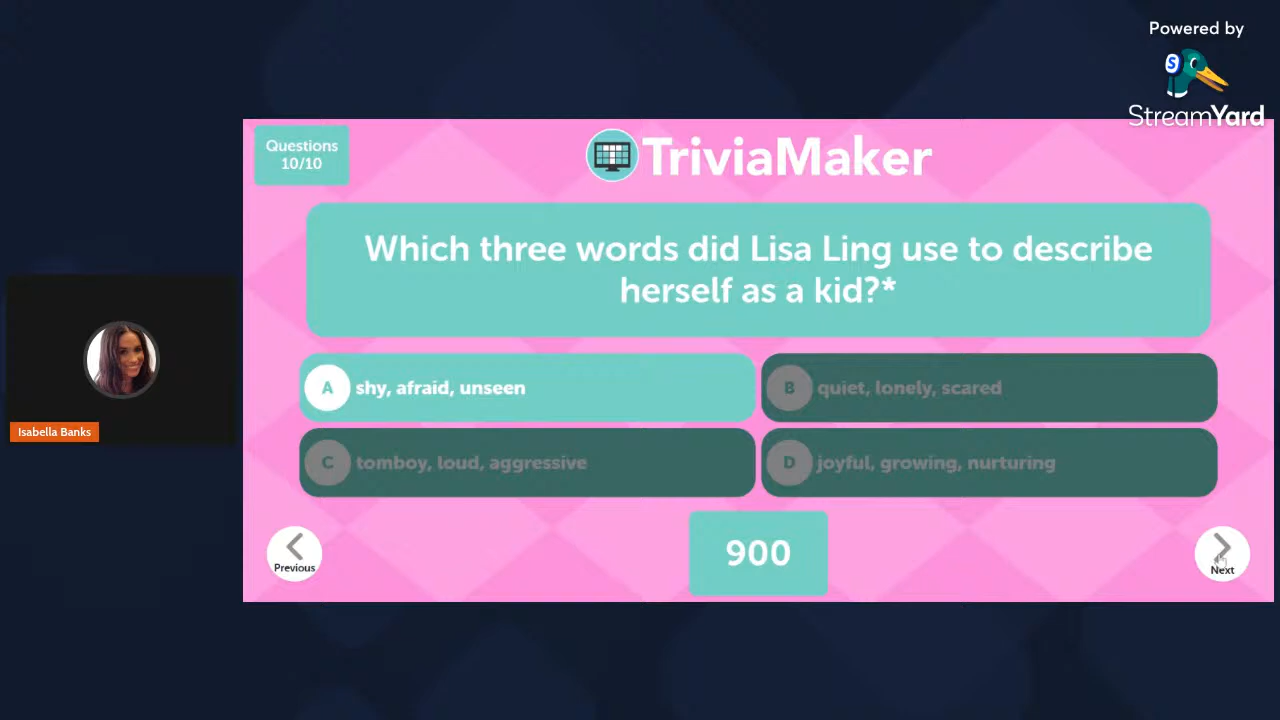 Powered by
S
StreamYard
Questions
10/10
TriviaMaker
Which three words did Lisa Ling use to describe
herself as a kid?*
A shy, afraid, unseen
B quiet, lonely, scared
C tomboy, loud, aggressive
D joyful, growing, nurturing
Isabella Banks
Previous
900
Next